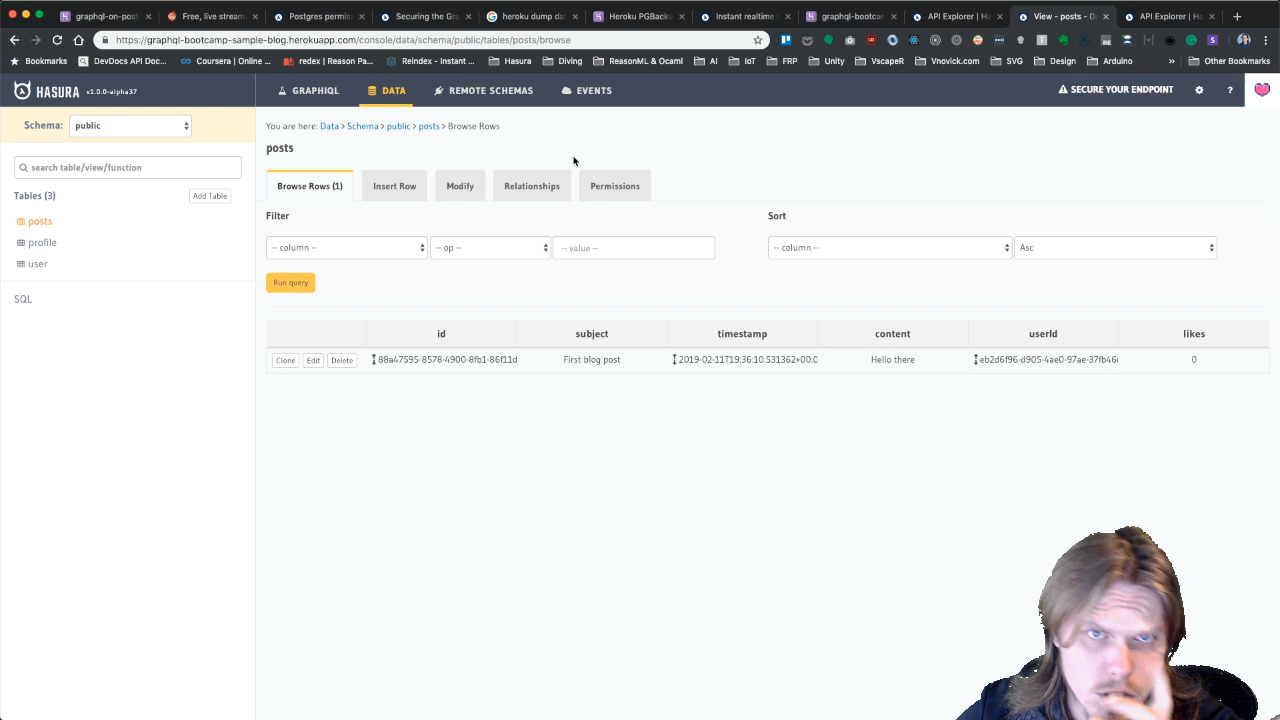 graphql-on-post
Free, live stream
Postgres permis
Securing the Gra
heroku dump da
Heroku PGBacku
Instant realtime
graphql-bootcam
API Explorer | Ha
View - posts - D
API Explorer | Ha
https://graphql-bootcamp-sample-blog.herokuapp.com/console/data/schema/public/tables/posts/browse
Bookmarks DevDocs API Doc... Coursera | Online ... redex | Reason Pa... Reindex - Instant ... Hasura Diving ReasonML & Ocaml AI IoT FRP Unity VscapeR Vnovick.com SVG Design Arduino » Other Bookmarks
HASURA v1.0.0-alpha37 GRAPHIQL DATA REMOTE SCHEMAS EVENTS SECURE YOUR ENDPOINT ?
Schema: public
You are here: Data > Schema > public > posts > Browse Rows
posts
search table/view/function
Browse Rows (1) Insert Row Modify Relationships Permissions
Tables (3) Add Table
posts
profile
user
SQL
Filter Sort
-- column -- -- op -- -- value -- -- column -- Asc
Run query
id subject timestamp content userId likes
Clone Edit Delete 88a47595-8578-4900-8fb1-86f11d First blog post 2019-02-11T19:36:10.531362+00:0 Hello there eb2d6f96-d905-4ae0-97ae-37fb46 0